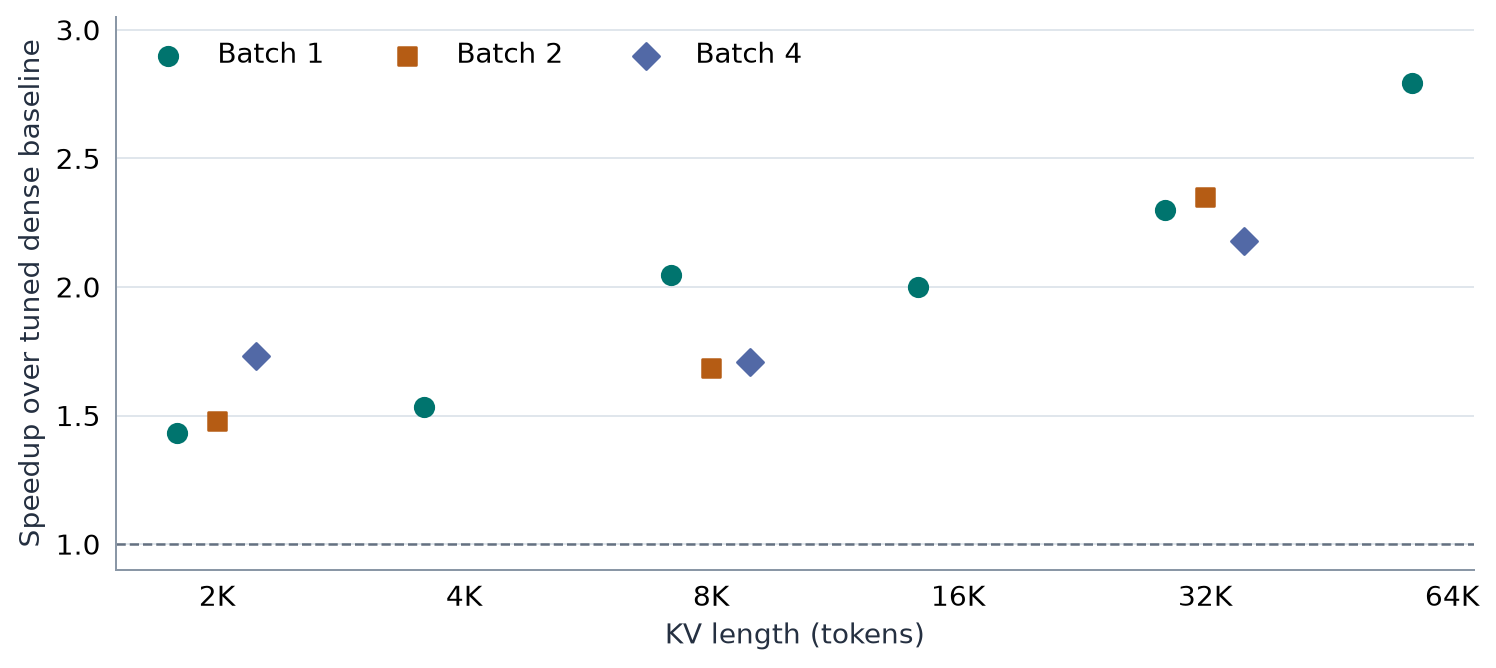 Speedup over tuned dense baseline
3.0
2.5
2.0
1.5
1.0
Batch 1 Batch 2 Batch 4
2K 4K 8K 16K 32K 64K
KV length (tokens)